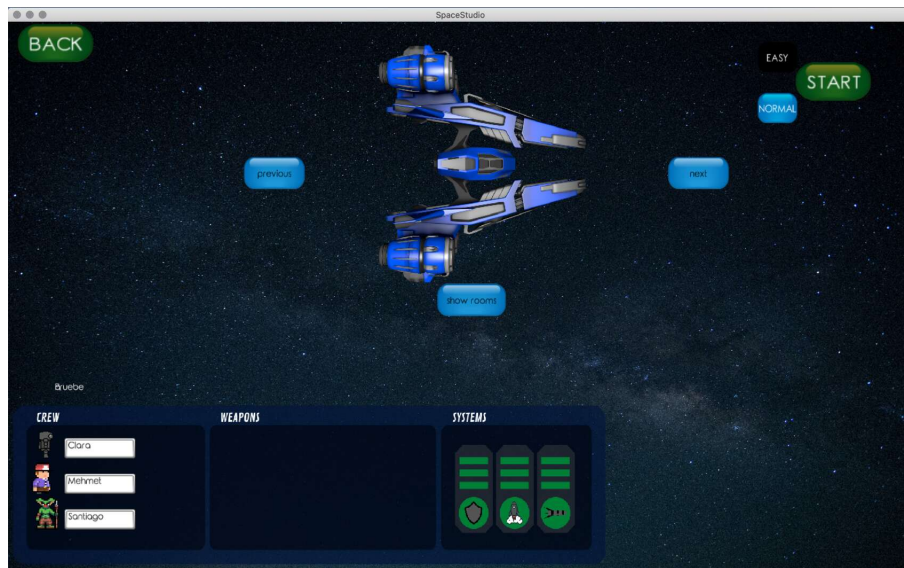 SpaceStudio
BACK
EASY
START
NORMAL
previous
next
show rooms
Bruebe
CREW
WEAPONS
SYSTEMS
Clara
Mehmet
Santiago